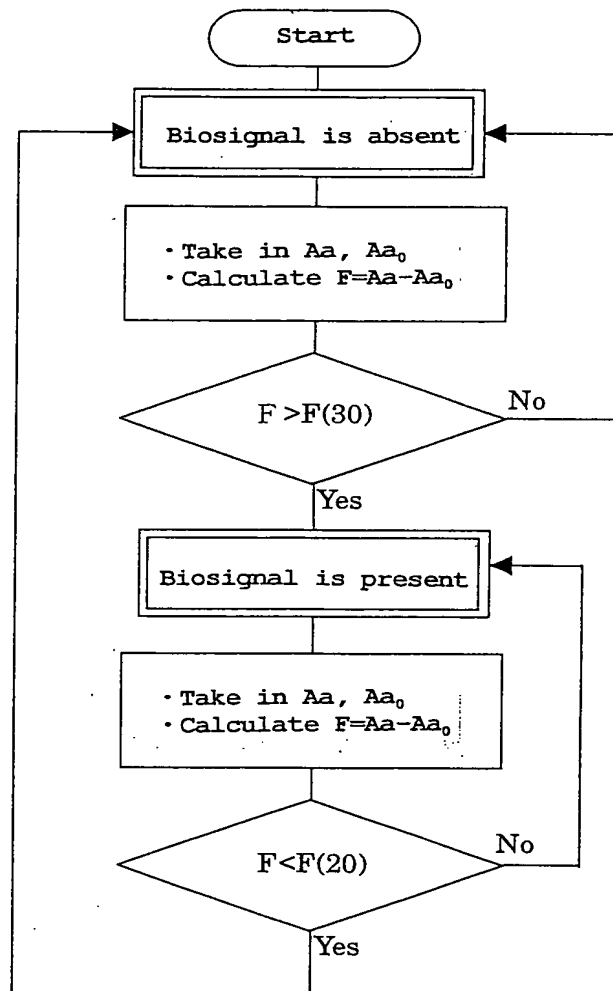 Start
Biosignal is absent
· Take in Aa, Aa₀
· Calculate F=Aa-Aa₀
F >F(30)
No
Yes
Biosignal is present
· Take in Aa, Aa₀
· Calculate F=Aa-Aa₀
F<F(20)
No
Yes